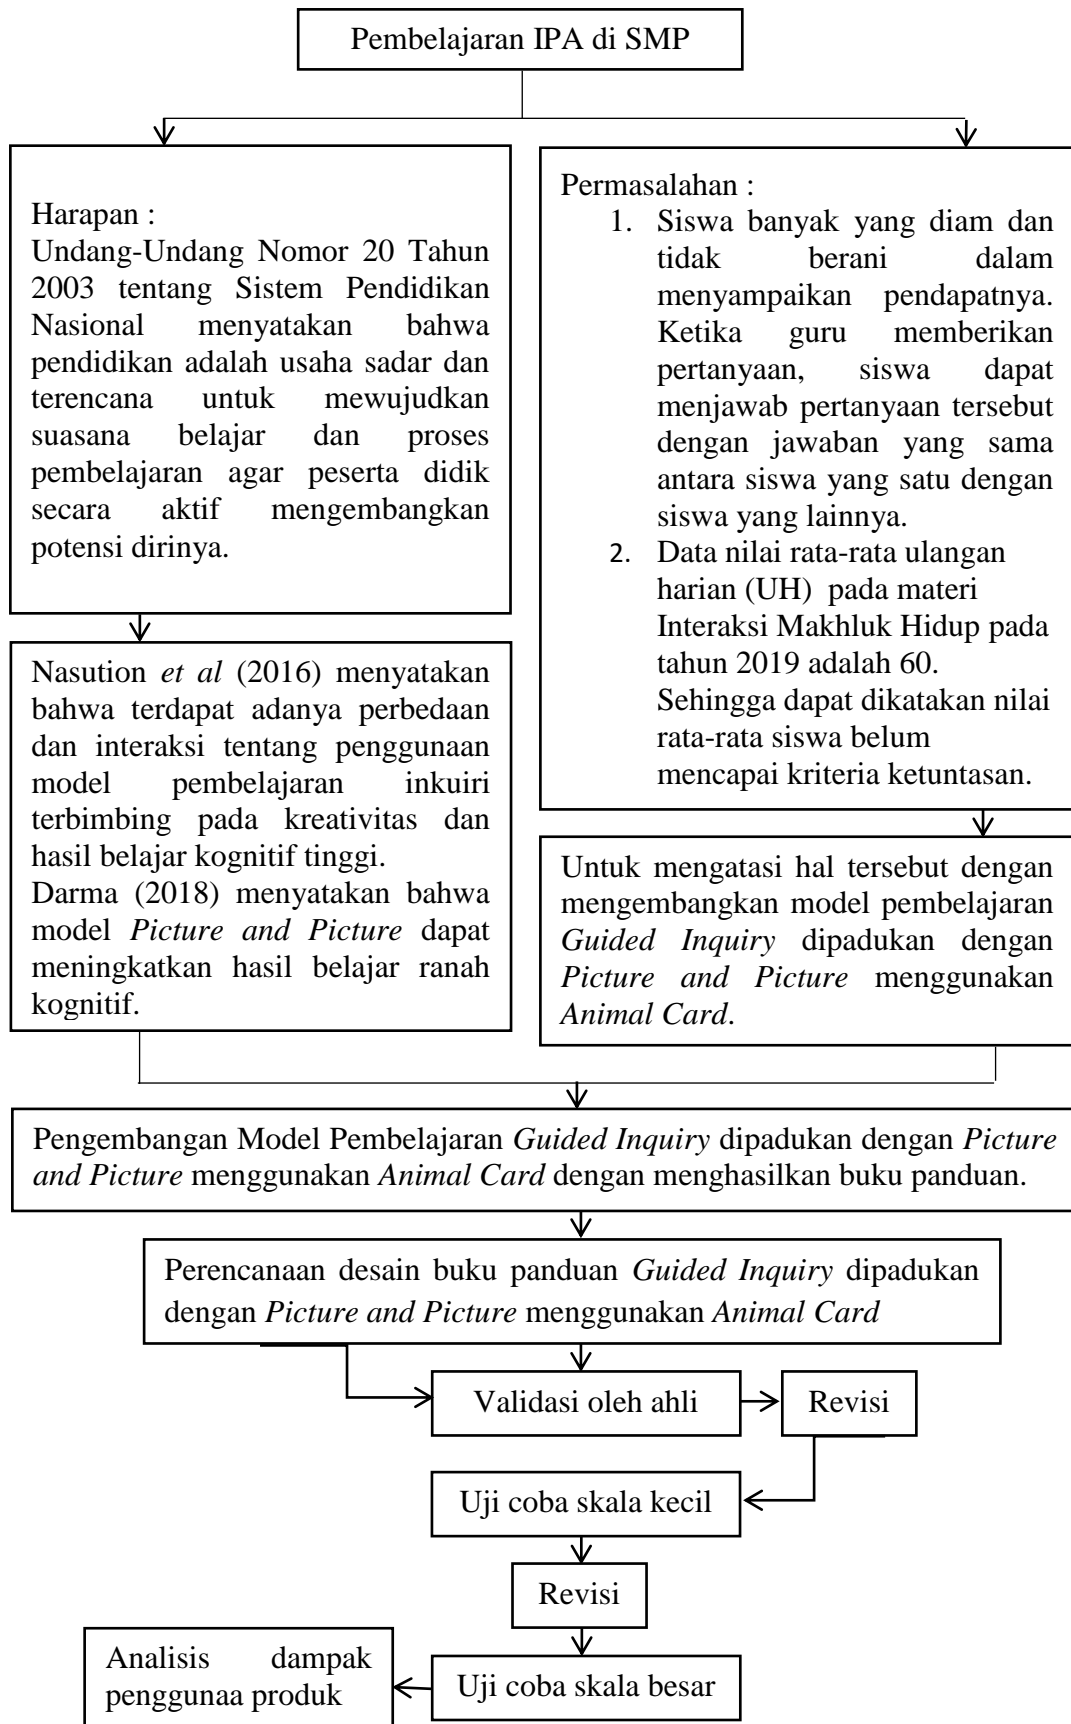 Pembelajaran IPA di SMP
Harapan :
Undang-Undang Nomor 20 Tahun
2003 tentang Sistem Pendidikan
Nasional menyatakan bahwa
pendidikan adalah usaha sadar dan
terencana untuk mewujudkan
suasana belajar dan proses
pembelajaran agar peserta didik
secara aktif mengembangkan
potensi dirinya.
Permasalahan :
1. Siswa banyak yang diam dan
tidak berani dalam
menyampaikan pendapatnya.
Ketika guru memberikan
pertanyaan, siswa dapat
menjawab pertanyaan tersebut
dengan jawaban yang sama
antara siswa yang satu dengan
siswa yang lainnya.
2. Data nilai rata-rata ulangan
harian (UH) pada materi
Interaksi Makhluk Hidup pada
tahun 2019 adalah 60.
Sehingga dapat dikatakan nilai
rata-rata siswa belum
mencapai kriteria ketuntasan.
Nasution et al (2016) menyatakan
bahwa terdapat adanya perbedaan
dan interaksi tentang penggunaan
model pembelajaran inkuiri
terbimbing pada kreativitas dan
hasil belajar kognitif tinggi.
Darma (2018) menyatakan bahwa
model Picture and Picture dapat
meningkatkan hasil belajar ranah
kognitif.
Untuk mengatasi hal tersebut dengan
mengembangkan model pembelajaran
Guided Inquiry dipadukan dengan
Picture and Picture menggunakan
Animal Card.
Pengembangan Model Pembelajaran Guided Inquiry dipadukan dengan Picture
and Picture menggunakan Animal Card dengan menghasilkan buku panduan.
Perencanaan desain buku panduan Guided Inquiry dipadukan
dengan Picture and Picture menggunakan Animal Card
Validasi oleh ahli
Revisi
Uji coba skala kecil
Revisi
Uji coba skala besar
Analisis dampak
penggunaa produk